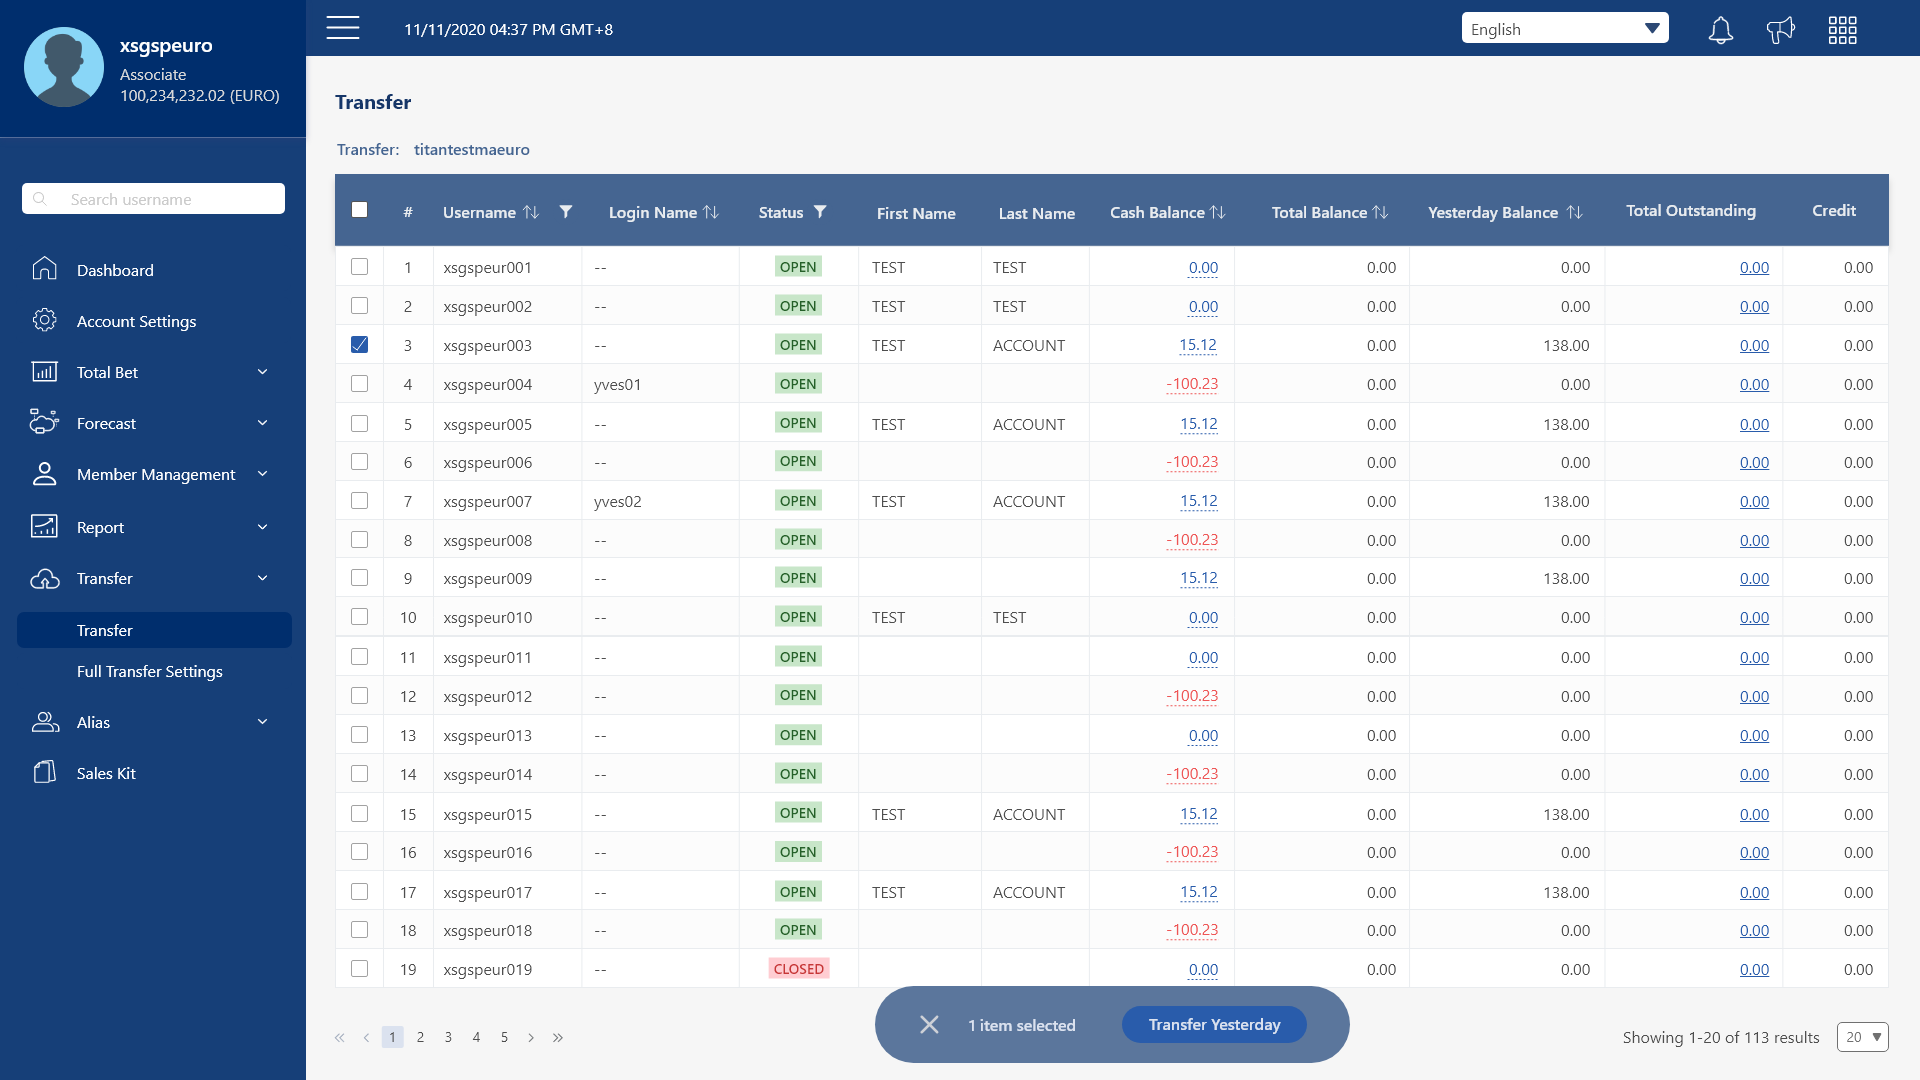 xsgspeuro
Associate
100,234,232.02 (EURO)
11/11/2020 04:37 PM GMT+8
English
Search username
Dashboard
Account Settings
Total Bet
Forecast
Member Management
Report
Transfer
Transfer
Full Transfer Settings
Alias
Sales Kit
Transfer
Transfer: titantestmaeuro
# Username Login Name Status First Name Last Name Cash Balance Total Balance Yesterday Balance Total Outstanding Credit
1 xsgspeur001 -- OPEN TEST TEST 0.00 0.00 0.00 0.00 0.00
2 xsgspeur002 -- OPEN TEST TEST 0.00 0.00 0.00 0.00 0.00
3 xsgspeur003 -- OPEN TEST ACCOUNT 15.12 0.00 138.00 0.00 0.00
4 xsgspeur004 yves01 OPEN -100.23 0.00 0.00 0.00 0.00
5 xsgspeur005 -- OPEN TEST ACCOUNT 15.12 0.00 138.00 0.00 0.00
6 xsgspeur006 -- OPEN -100.23 0.00 0.00 0.00 0.00
7 xsgspeur007 yves02 OPEN TEST ACCOUNT 15.12 0.00 138.00 0.00 0.00
8 xsgspeur008 -- OPEN -100.23 0.00 0.00 0.00 0.00
9 xsgspeur009 -- OPEN 15.12 0.00 138.00 0.00 0.00
10 xsgspeur010 -- OPEN TEST TEST 0.00 0.00 0.00 0.00 0.00
11 xsgspeur011 -- OPEN 0.00 0.00 0.00 0.00 0.00
12 xsgspeur012 -- OPEN -100.23 0.00 0.00 0.00 0.00
13 xsgspeur013 -- OPEN 0.00 0.00 0.00 0.00 0.00
14 xsgspeur014 -- OPEN -100.23 0.00 0.00 0.00 0.00
15 xsgspeur015 -- OPEN TEST ACCOUNT 15.12 0.00 138.00 0.00 0.00
16 xsgspeur016 -- OPEN -100.23 0.00 0.00 0.00 0.00
17 xsgspeur017 -- OPEN TEST ACCOUNT 15.12 0.00 138.00 0.00 0.00
18 xsgspeur018 -- OPEN -100.23 0.00 0.00 0.00 0.00
19 xsgspeur019 -- CLOSED 0.00 0.00 0.00 0.00 0.00
« ‹ 1 2 3 4 5 › »
1 item selected Transfer Yesterday
Showing 1-20 of 113 results 20